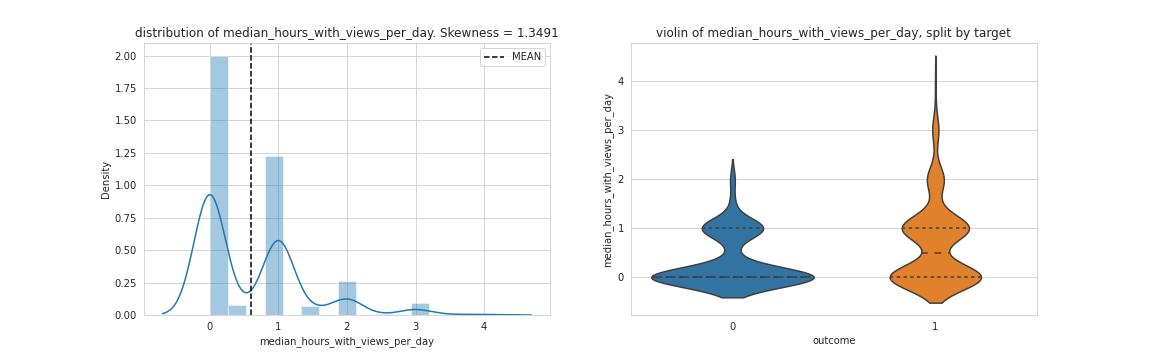 distribution of median_hours_with_views_per_day. Skewness = 1.3491
MEAN
2.00
1.75
1.50
1.25
1.00
0.75
0.50
0.25
0.00
Density
0 1 2 3 4
median_hours_with_views_per_day
violin of median_hours_with_views_per_day, split by target
4
3
2
1
0
median_hours_with_views_per_day
0 1
outcome